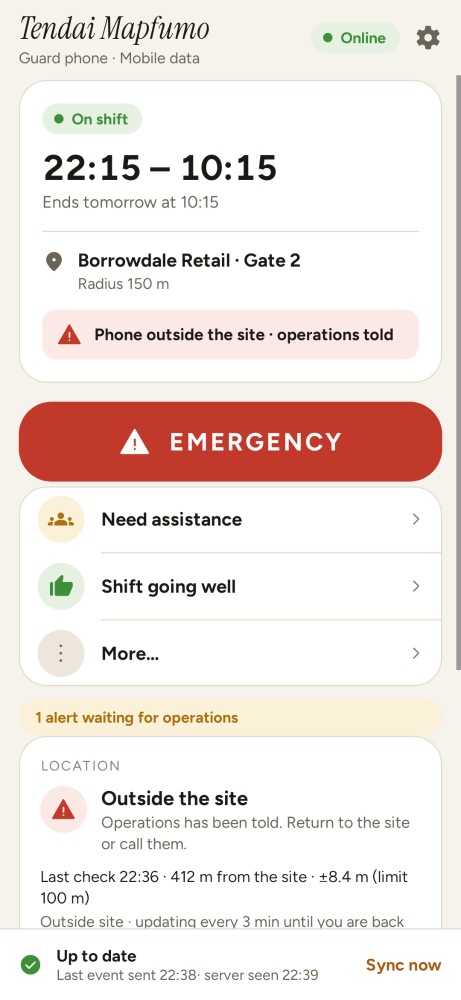 Tendai Mapfumo
Guard phone · Mobile data
Online
On shift
22:15 – 10:15
Ends tomorrow at 10:15
Borrowdale Retail · Gate 2
Radius 150 m
Phone outside the site · operations told
EMERGENCY
Need assistance
Shift going well
More…
1 alert waiting for operations
LOCATION
Outside the site
Operations has been told. Return to the site
or call them.
Last check 22:36 · 412 m from the site · ±8.4 m (limit
100 m)
Outside site · updating every 3 min until you are back
Up to date
Last event sent 22:38· server seen 22:39
Sync now